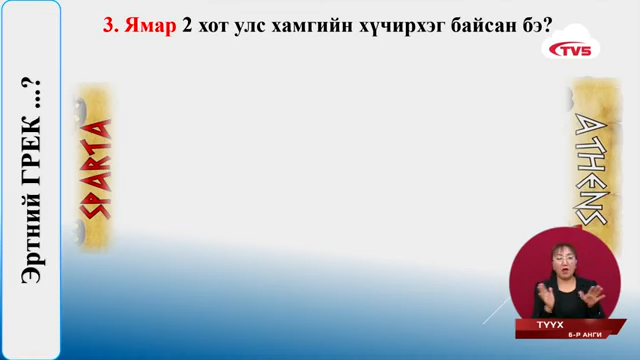 3. Ямар 2 хот улс хамгийн хүчирхэг байсан бэ?
TV5
Эртний ГРЕК ...?
SPARTA
ATHENS
ТҮҮХ
6-Р АНГИ